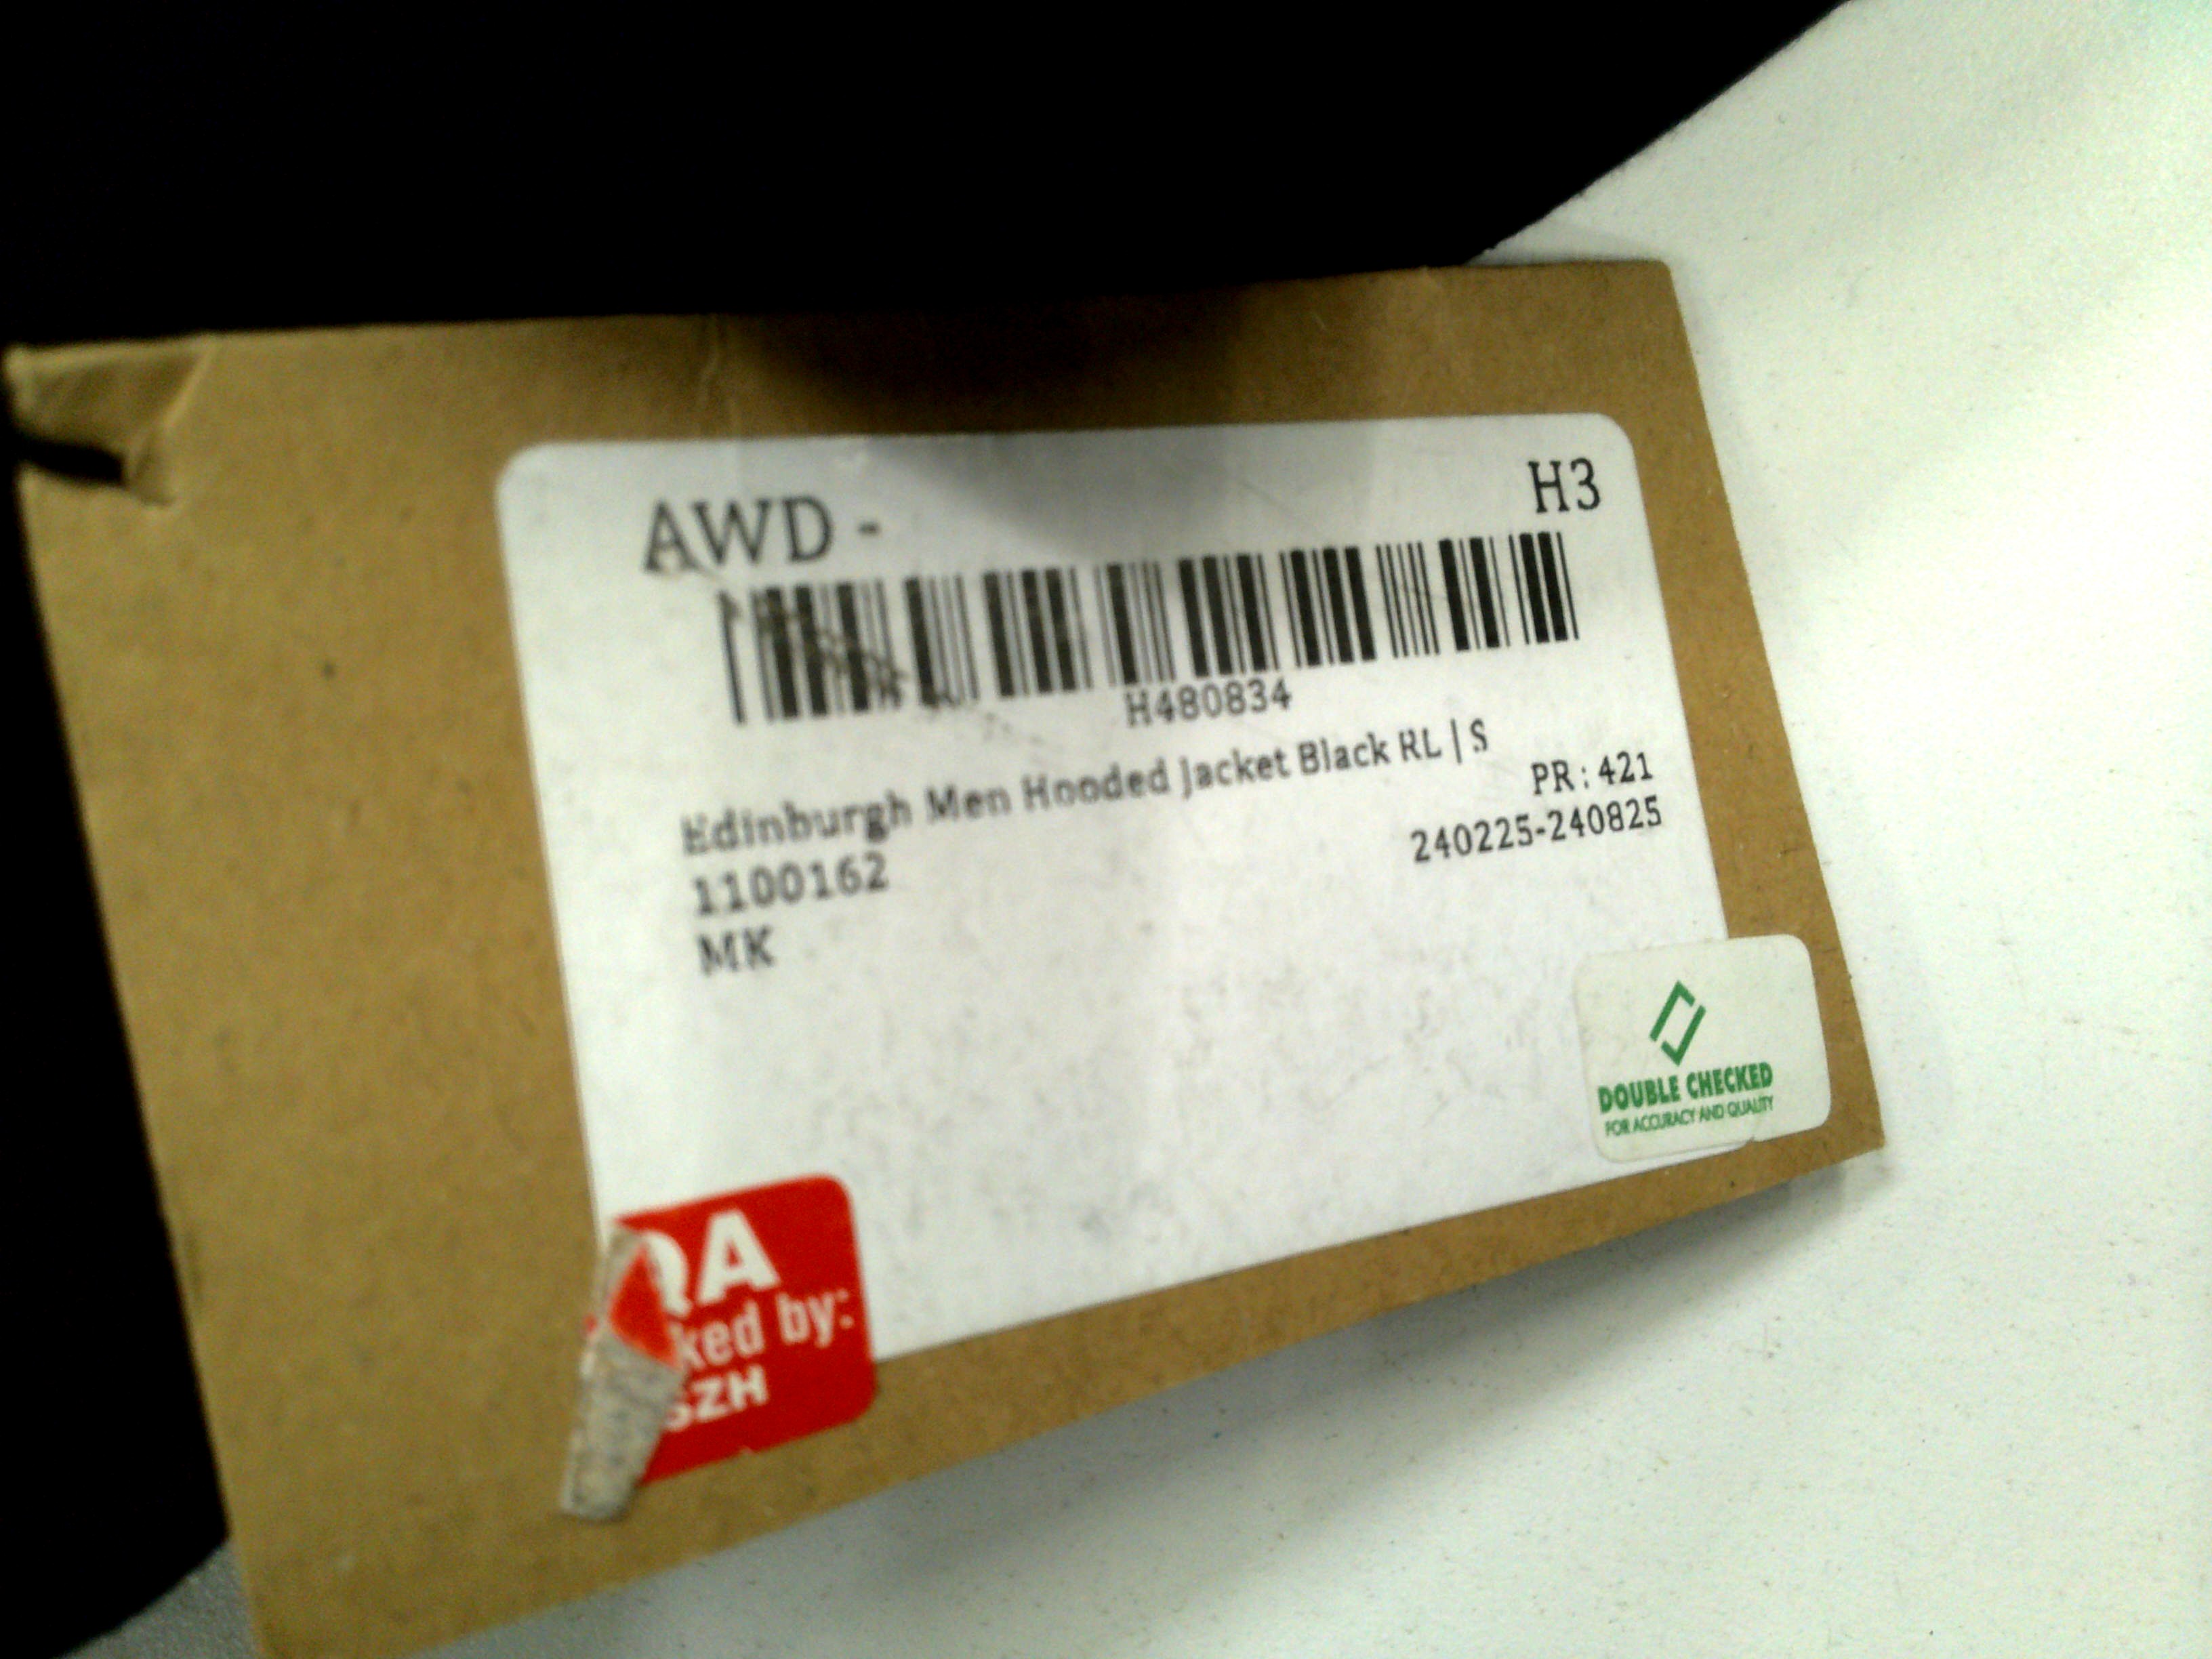 AWD - H3
H480834
Edinburgh Men Hooded Jacket Black RL | S
PR : 421
1100162 240225-240825
MK
DOUBLE CHECKED
FOR ACCURACY AND QUALITY
QA
ked by:
SZH